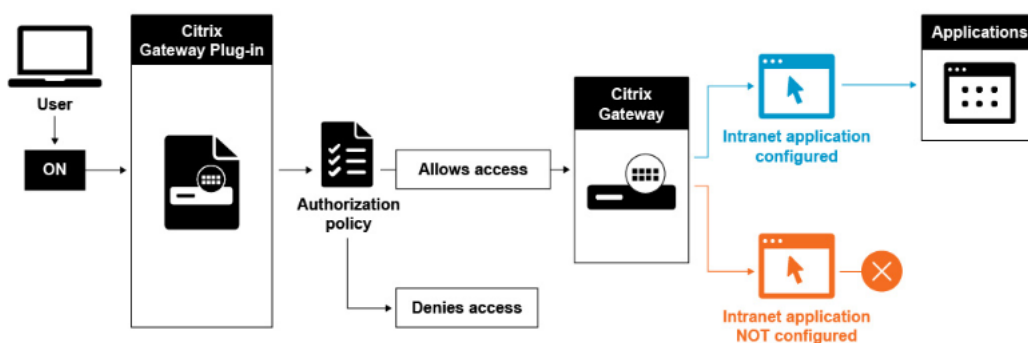 User
ON
Citrix
Gateway Plug-in
Authorization
policy
Allows access
Denies access
Citrix
Gateway
Intranet application
configured
Intranet application
NOT configured
Applications